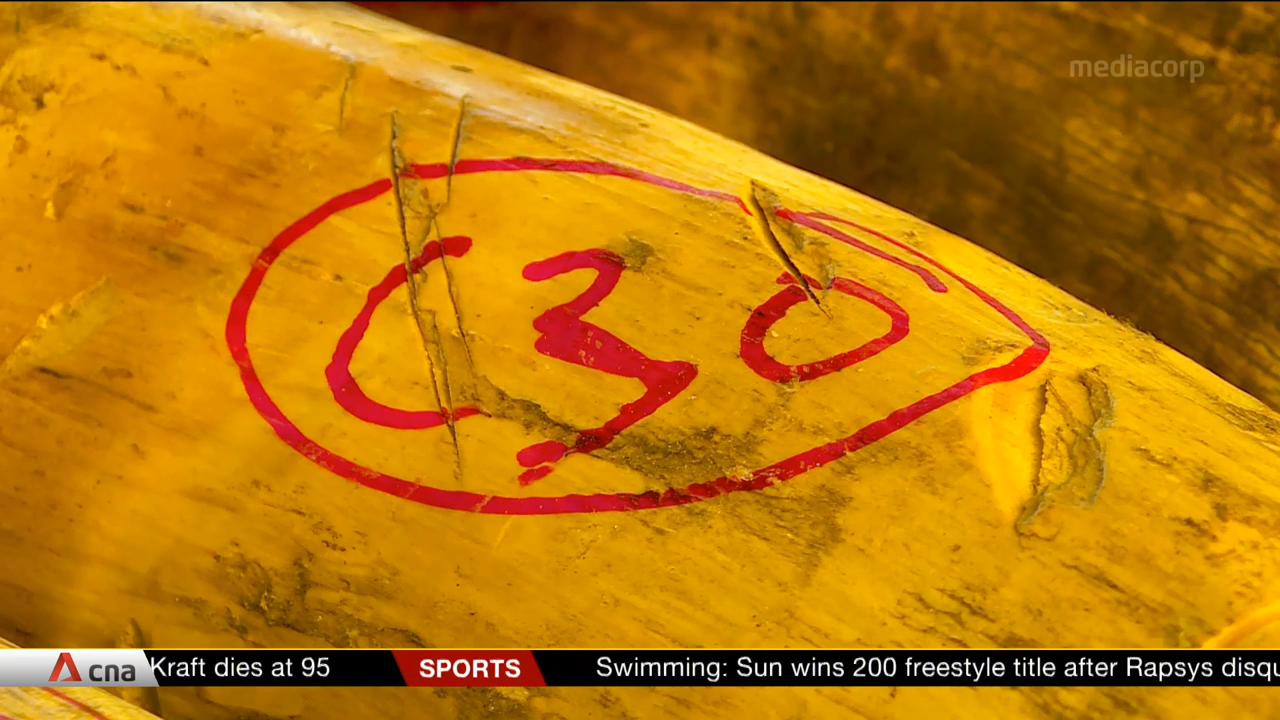 mediacorp
C30
cna Kraft dies at 95 SPORTS Swimming: Sun wins 200 freestyle title after Rapsys disqu